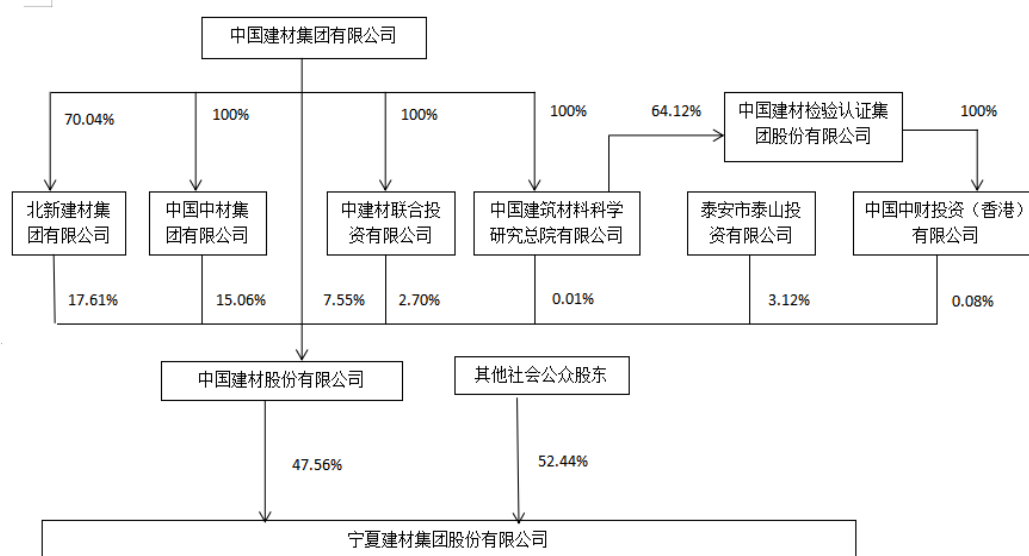 中国建材集团有限公司
70.04%
100%
100%
100%
64.12%
中国建材检验认证集
团股份有限公司
100%
北新建材集
团有限公司
中国中材集
团有限公司
中建材联合投
资有限公司
中国建筑材料科学
研究总院有限公司
泰安市泰山投
资有限公司
中国中财投资（香港）
有限公司
17.61%
15.06%
7.55%
2.70%
0.01%
3.12%
0.08%
中国建材股份有限公司
其他社会公众股东
47.56%
52.44%
宁夏建材集团股份有限公司